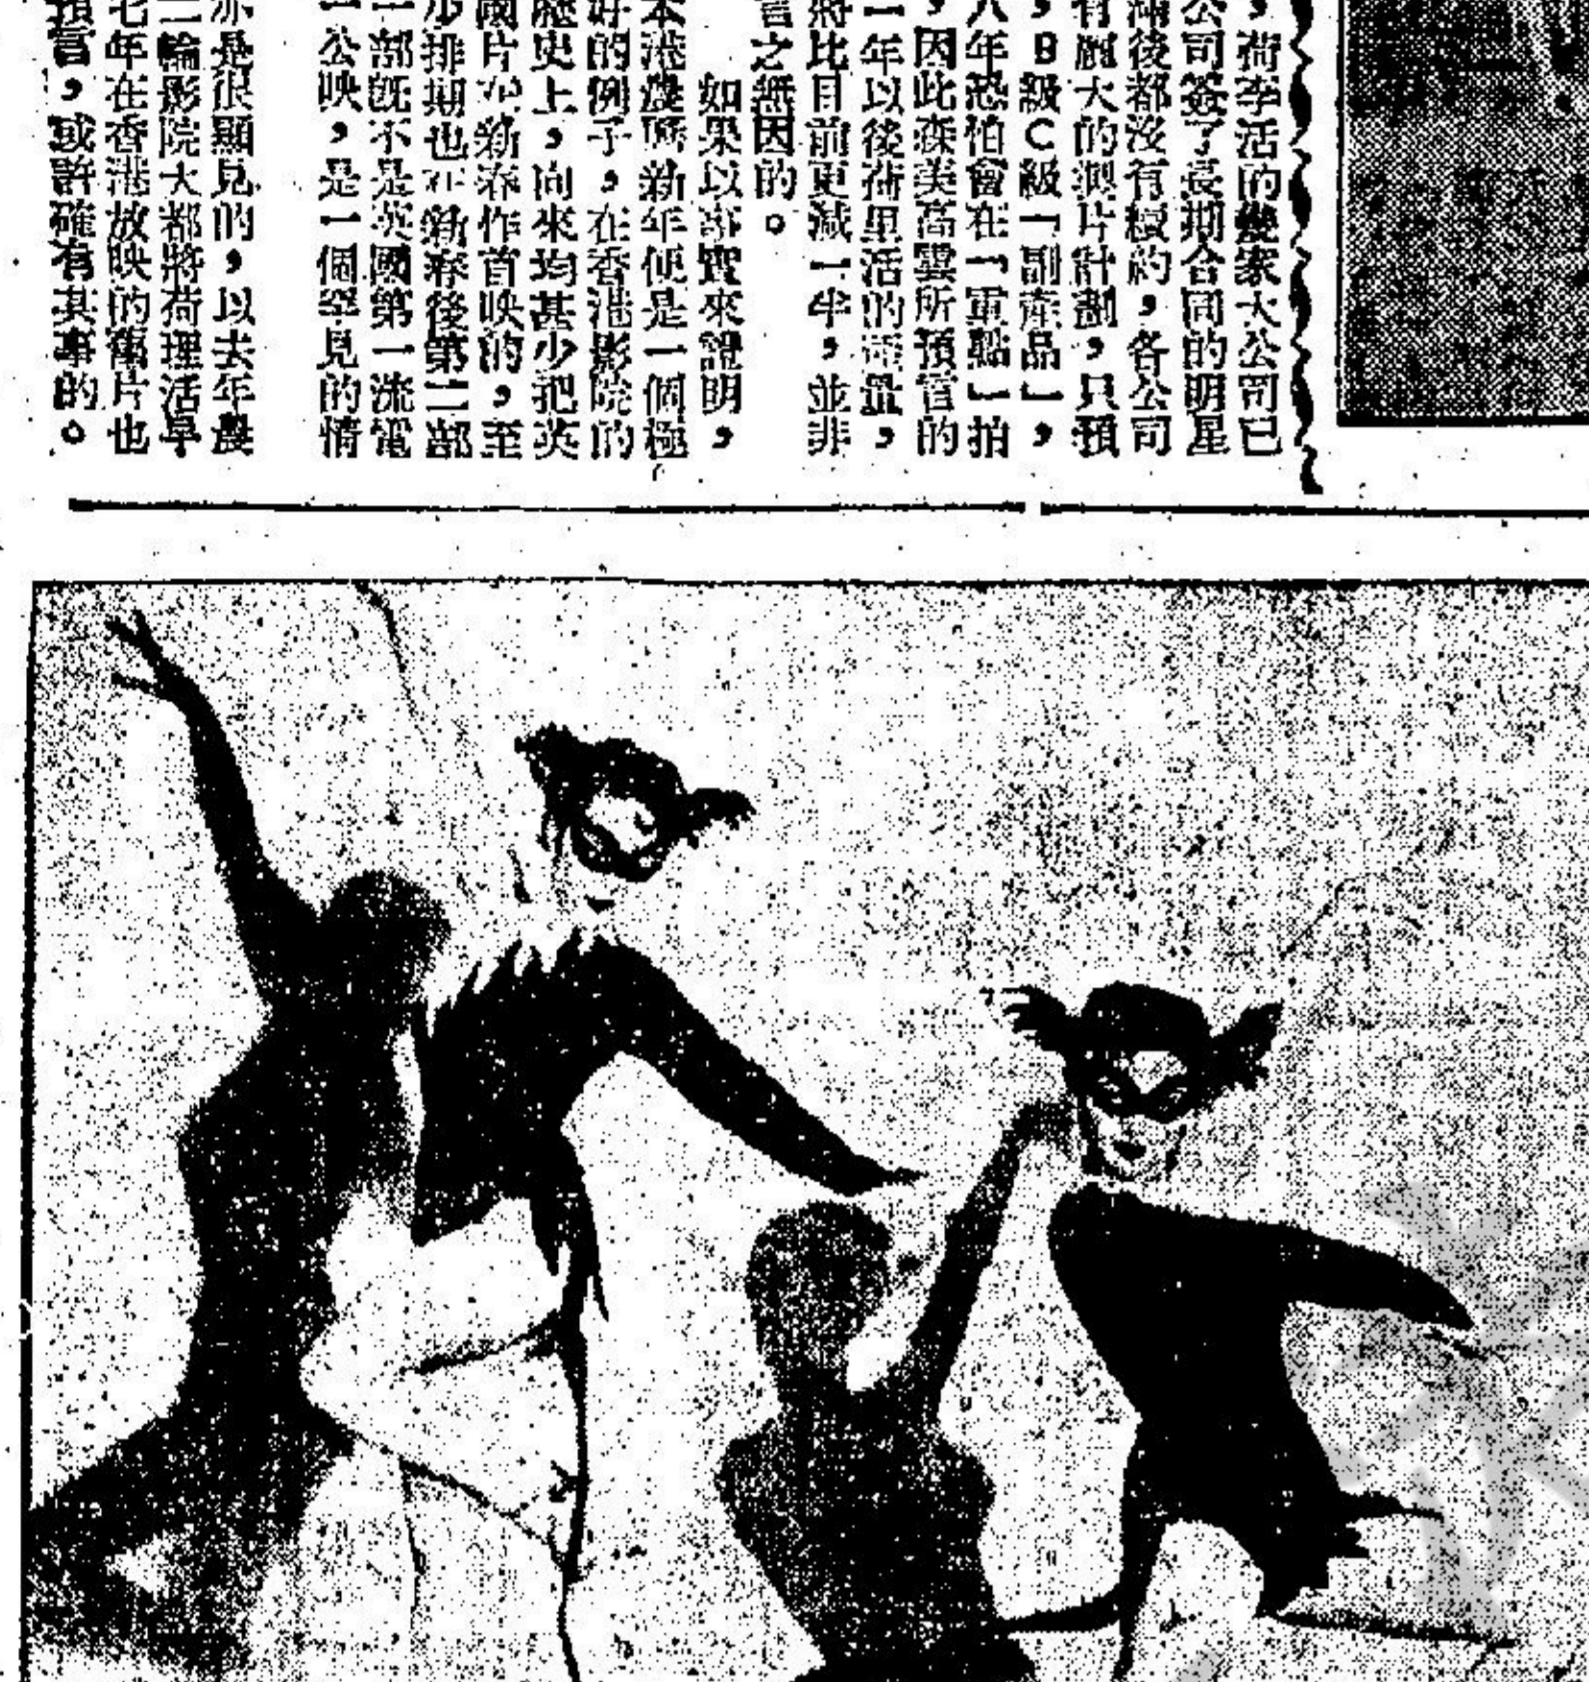 ，荷李活的幾家大公司已
公司簽了長期合同的明星
滿後都沒有續約，各公司
有龐大的製片計劃，只預
，B級C級「副產品」，
八年恐怕會在「重點」拍
，因此森美高雲所預官的
一年以後荷里活的產量，
將比目前更減一半，並非
言之無因的。
如果以事實來證明，
本港農曆新年便是一個極
好的例子，在香港影院的
歷史上，向來均甚少把英
國片在新春作首映的，至
少排期也在新春後第二部
一部既不是英國第一流電
公映，是一個罕見的情
亦是很顯見的，以去年農
二輪影院大都將荷理活早
七年在香港放映的舊片也
預言，或許確有其事的。